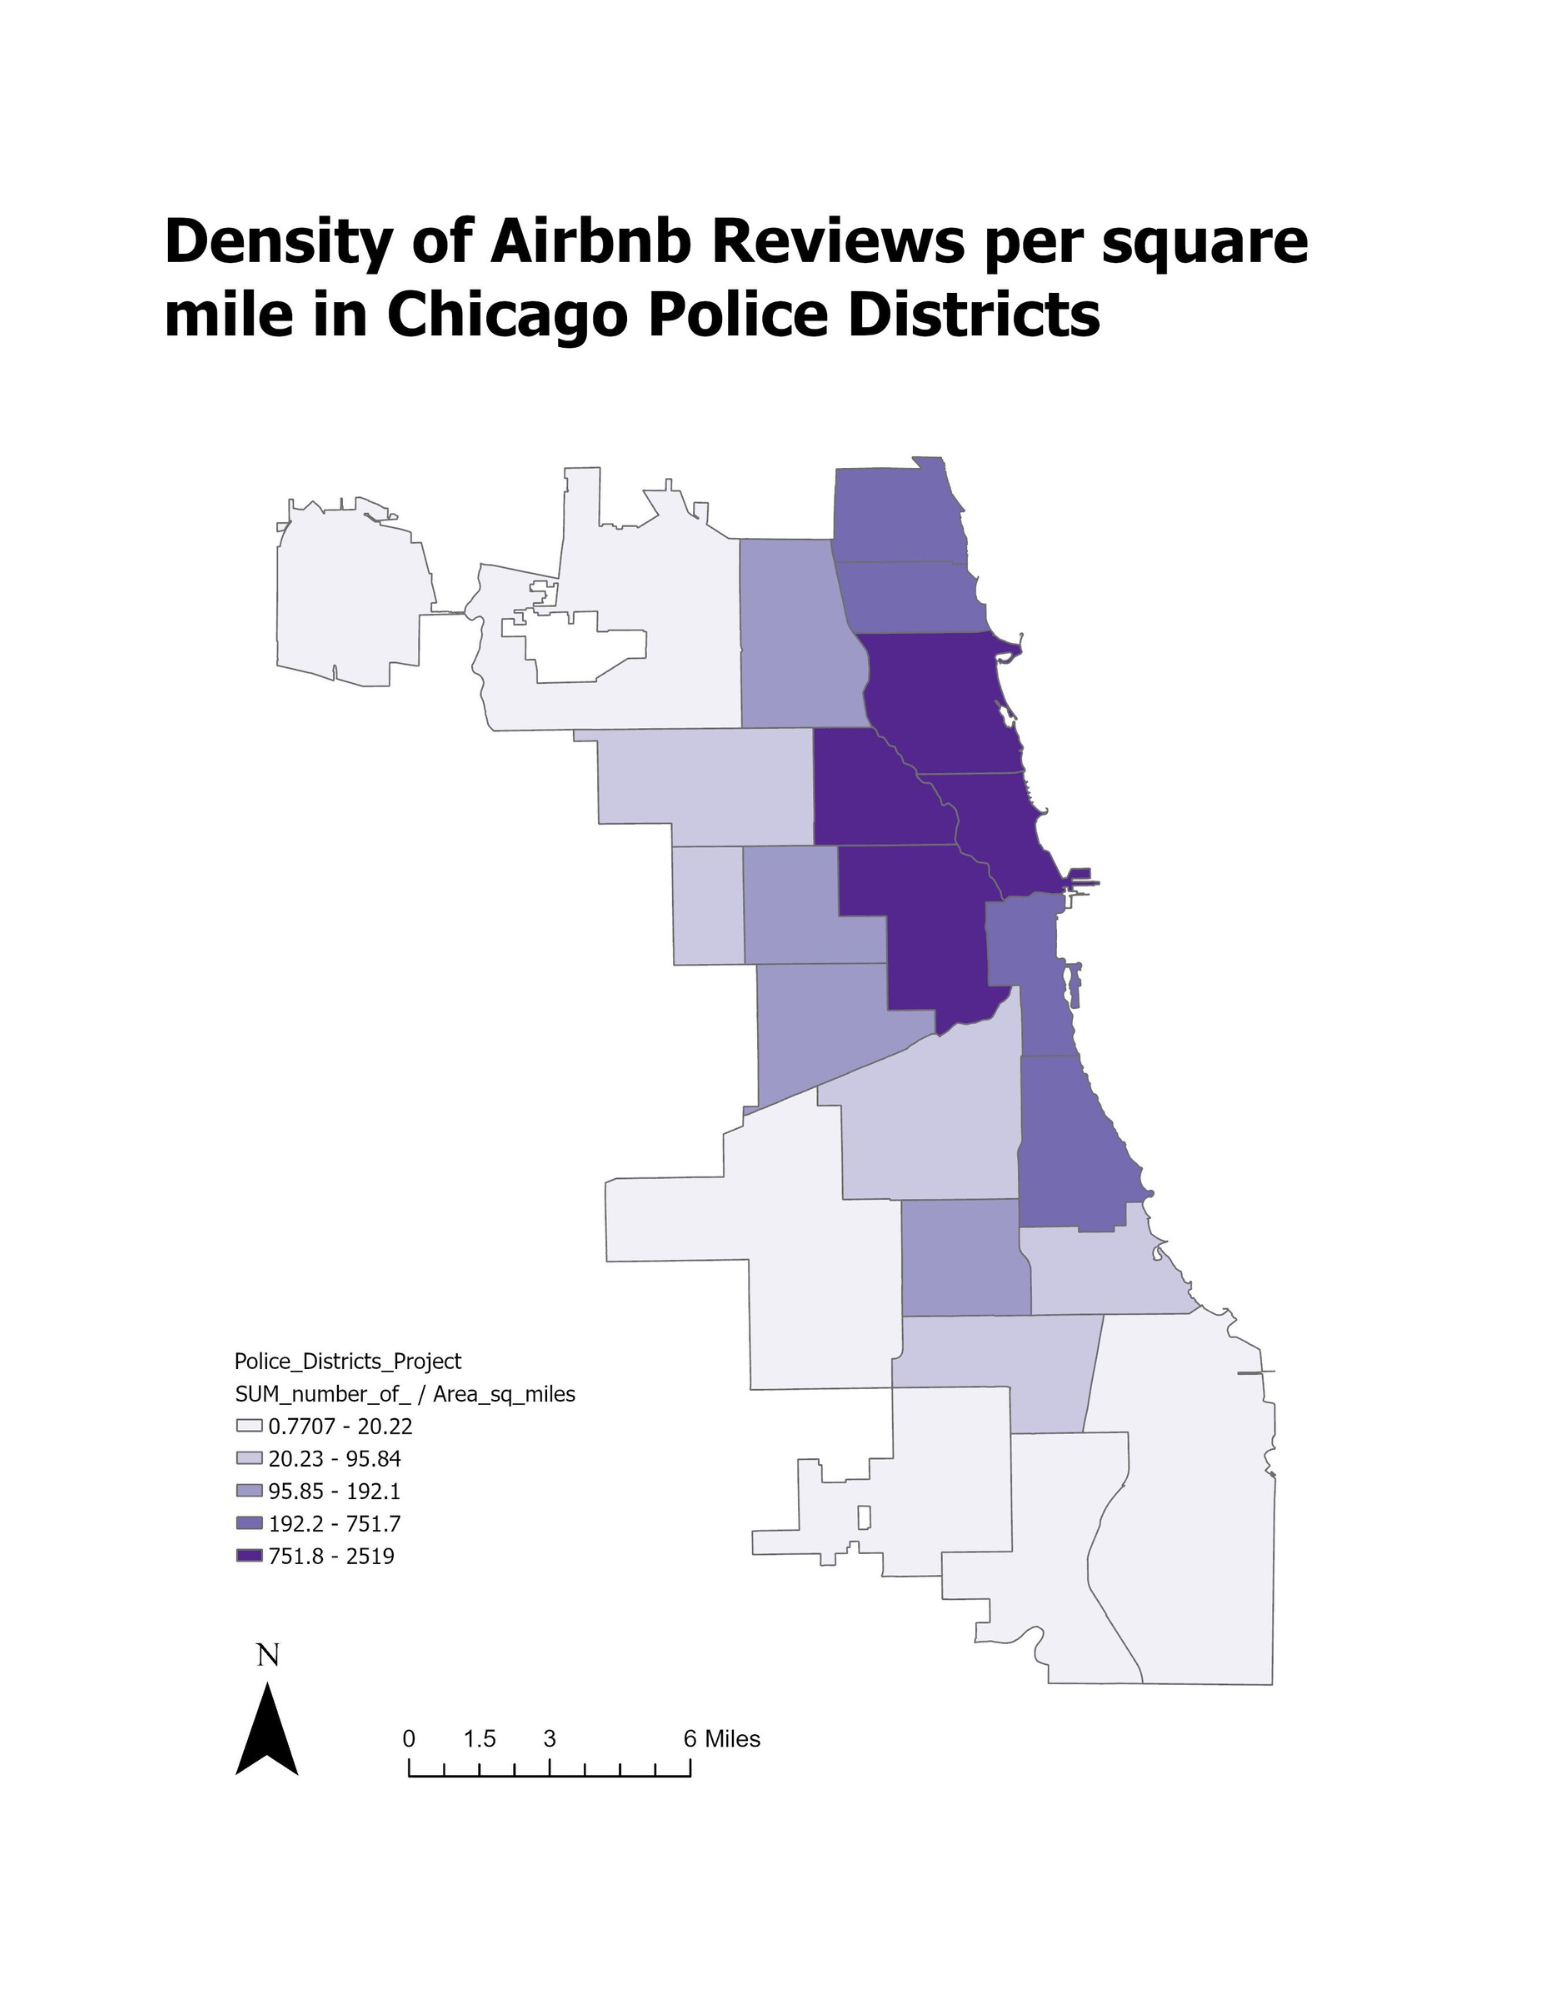 Density of Airbnb Reviews per square
mile in Chicago Police Districts
Police_Districts_Project
SUM_number_of_ / Area_sq_miles
0.7707 - 20.22
20.23 - 95.84
95.85 - 192.1
192.2 - 751.7
751.8 - 2519
N
0 1.5 3 6 Miles